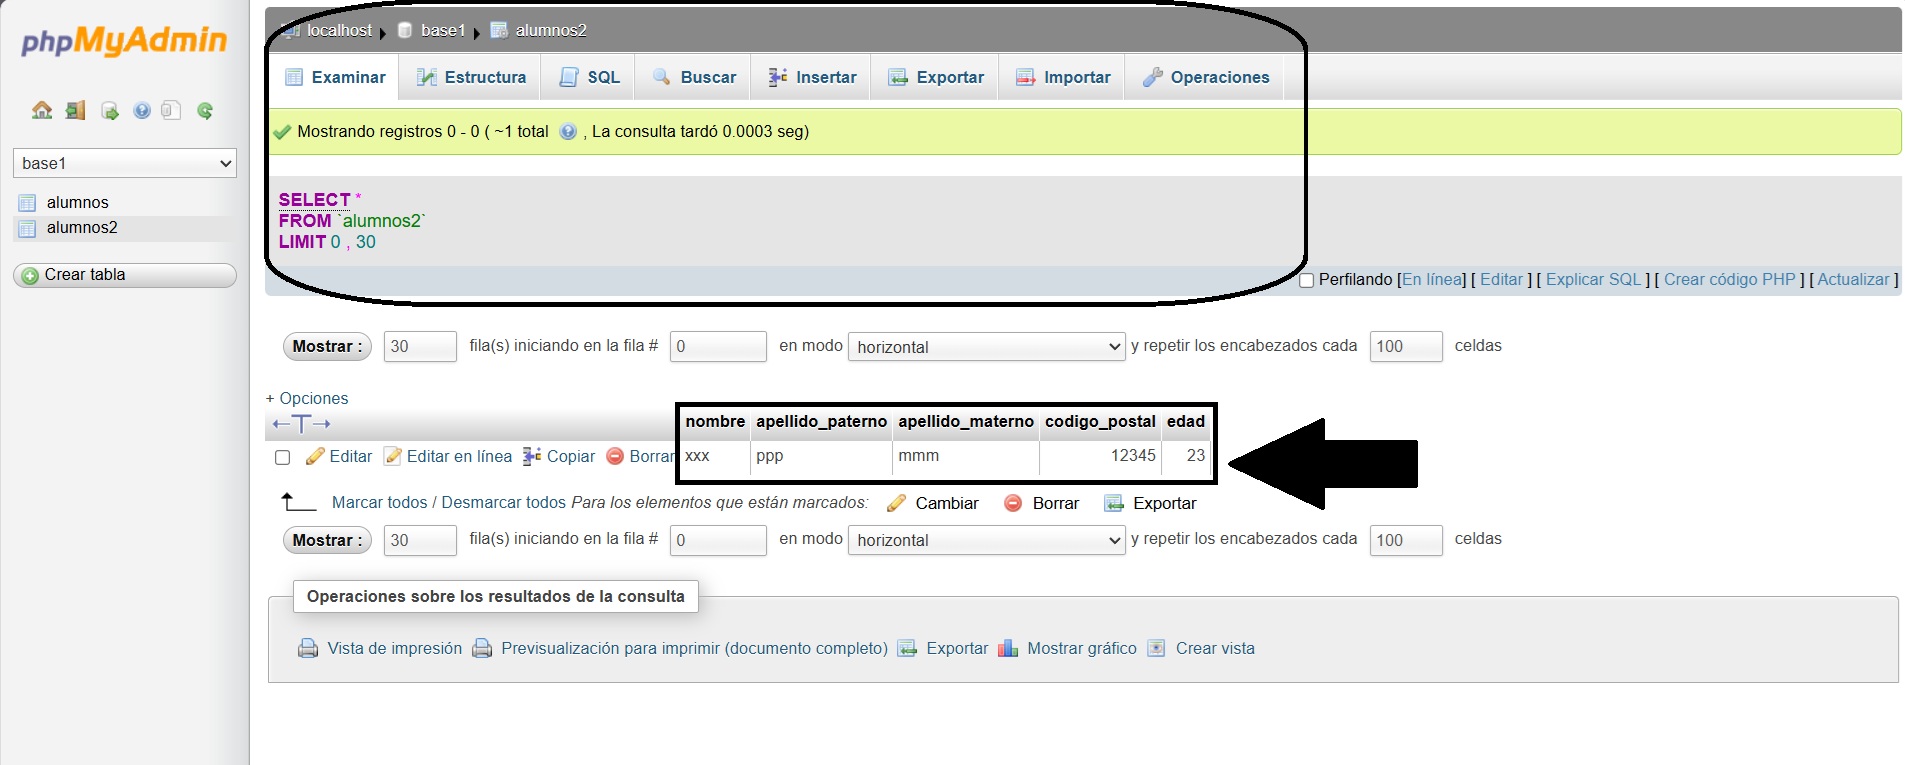 phpMyAdmin
base1
alumnos
alumnos2
Crear tabla
localhost base1 alumnos2
Examinar Estructura SQL Buscar Insertar Exportar Importar Operaciones
Mostrando registros 0 - 0 ( ~1 total , La consulta tardó 0.0003 seg)
SELECT *
FROM `alumnos2`
LIMIT 0 , 30
Perfilando [En línea] [ Editar ] [ Explicar SQL ] [ Crear código PHP ] [ Actualizar ]
Mostrar : 30 fila(s) iniciando en la fila # 0 en modo horizontal y repetir los encabezados cada 100 celdas
+ Opciones
nombre apellido_paterno apellido_materno codigo_postal edad
Editar Editar en línea Copiar Borrar xxx ppp mmm 12345 23
Marcar todos / Desmarcar todos Para los elementos que están marcados: Cambiar Borrar Exportar
Mostrar : 30 fila(s) iniciando en la fila # 0 en modo horizontal y repetir los encabezados cada 100 celdas
Operaciones sobre los resultados de la consulta
Vista de impresión Previsualización para imprimir (documento completo) Exportar Mostrar gráfico Crear vista